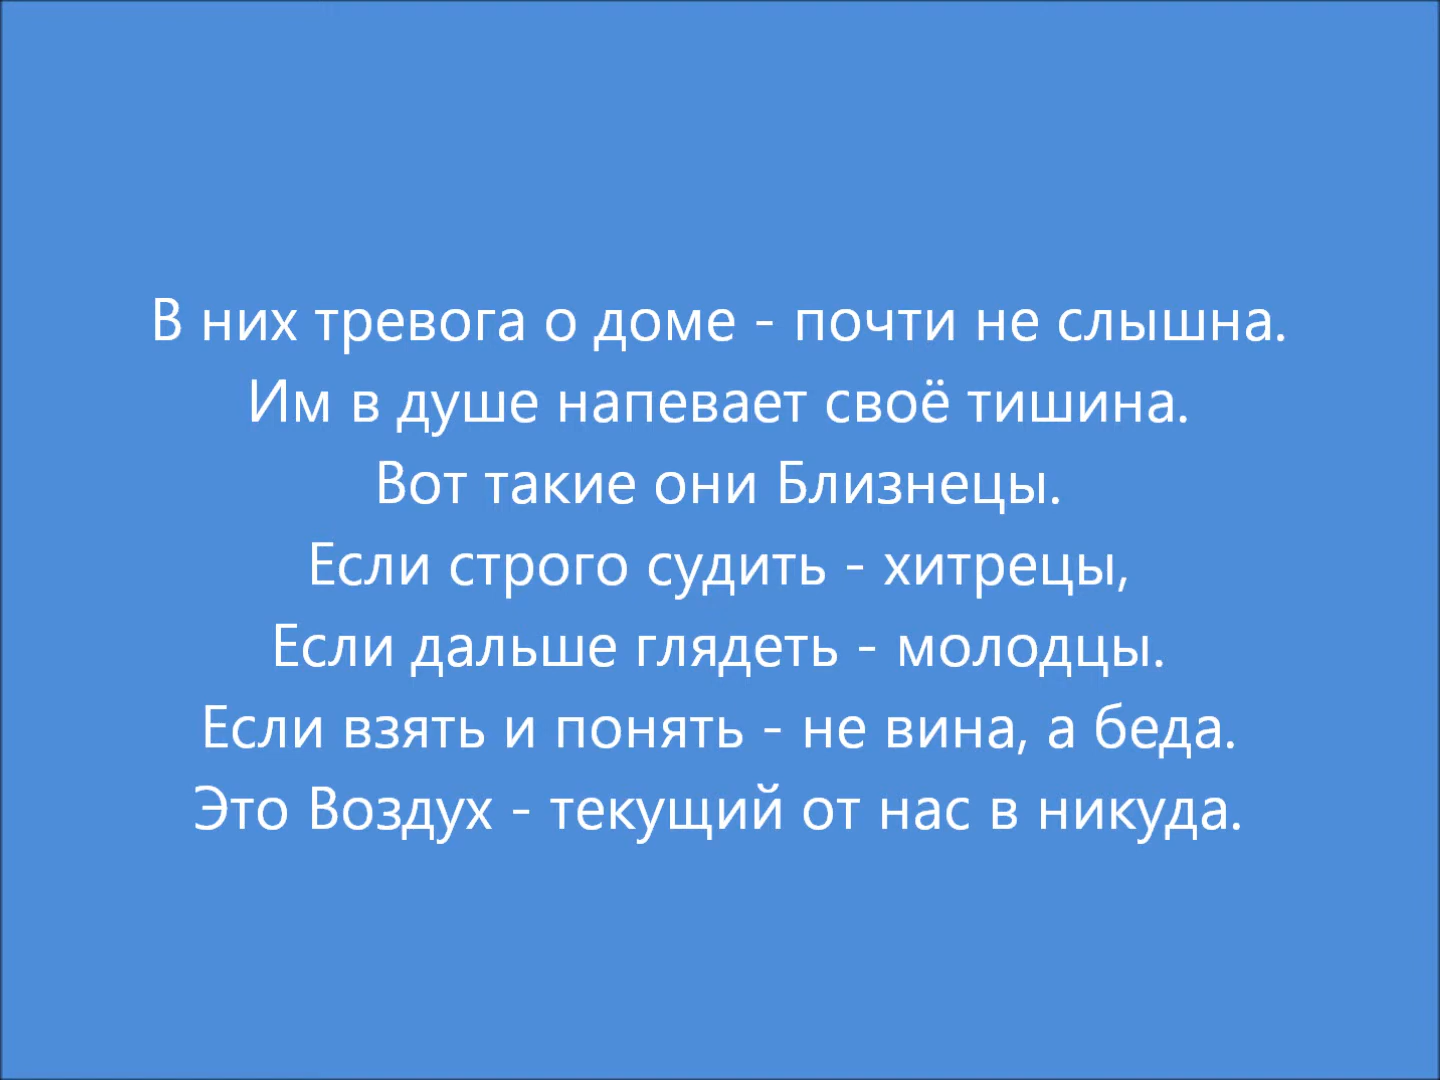 В них тревога о доме - почти не слышна.
Им в душе напевает своё тишина.
Вот такие они Близнецы.
Если строго судить - хитрецы,
Если дальше глядеть - молодцы.
Если взять и понять - не вина, а беда.
Это Воздух - текущий от нас в никуда.